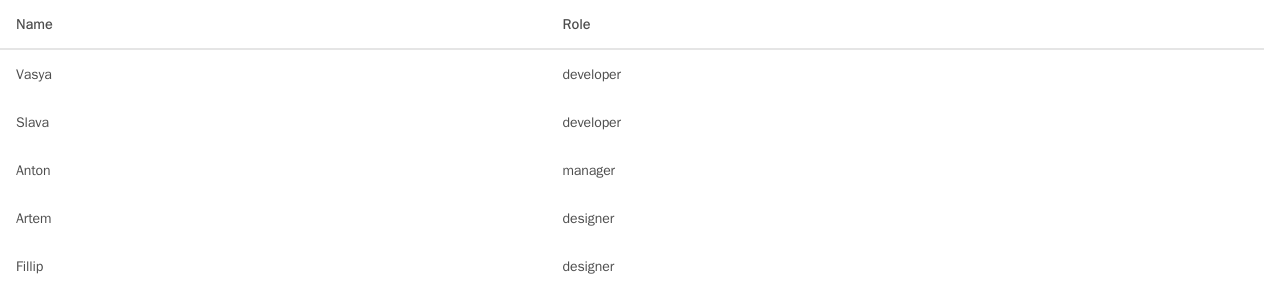 Name Role
Vasya developer
Slava developer
Anton manager
Artem designer
Fillip designer